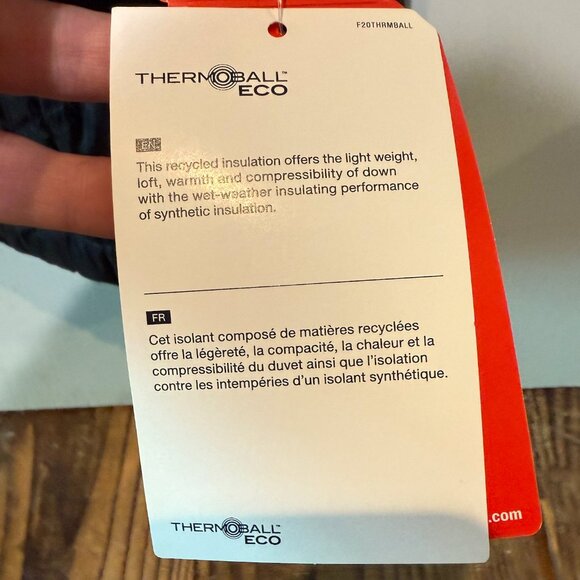 F20THRMBALL
THERMOBALL™
ECO
EN
This recycled insulation offers the light weight,
loft, warmth and compressibility of down
with the wet-weather insulating performance
of synthetic insulation.
FR
Cet isolant composé de matières recyclées
offre la légèreté, la compacité, la chaleur et la
compressibilité du duvet ainsi que l'isolation
contre les intempéries d'un isolant synthétique.
THERMOBALL™
ECO
.com